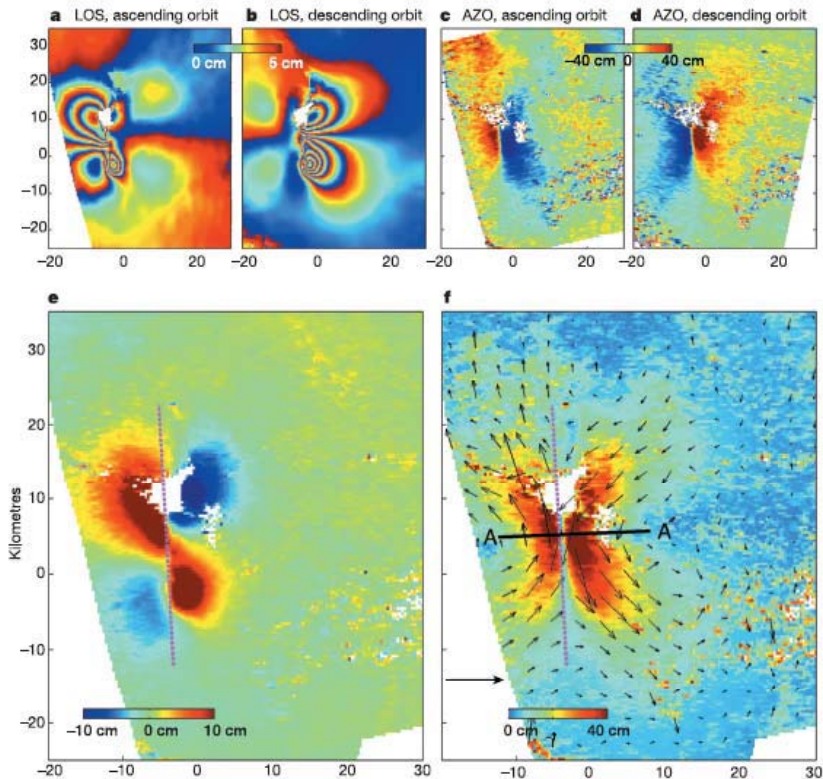 a LOS, ascending orbit b LOS, descending orbit c AZO, ascending orbit d AZO, descending orbit
0 cm 5 cm
−40 cm 0 40 cm
30
20
10
0
−10
−20
−20 0 20 −20 0 20 −20 0 20 −20 0 20
e f
30
20
10
0
−10
−20
Kilometres
A A′
−10 cm 10 cm
0 cm 40 cm
−20 −10 0 10 20 30 −10 0 10 20 30